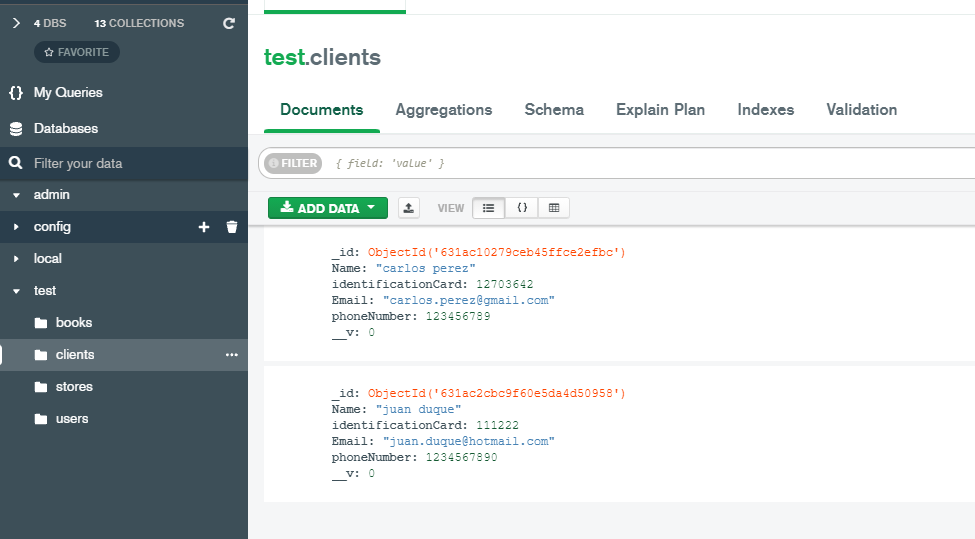 4 DBS 13 COLLECTIONS
FAVORITE
{} My Queries
Databases
Filter your data
admin
config
local
test
books
clients
stores
users
test.clients
Documents Aggregations Schema Explain Plan Indexes Validation
FILTER { field: 'value' }
ADD DATA VIEW {}
_id: ObjectId('631ac10279ceb45ffce2efbc')
Name: "carlos perez"
identificationCard: 12703642
Email: "carlos.perez@gmail.com"
phoneNumber: 123456789
__v: 0
_id: ObjectId('631ac2cbc9f60e5da4d50958')
Name: "juan duque"
identificationCard: 111222
Email: "juan.duque@hotmail.com"
phoneNumber: 1234567890
__v: 0